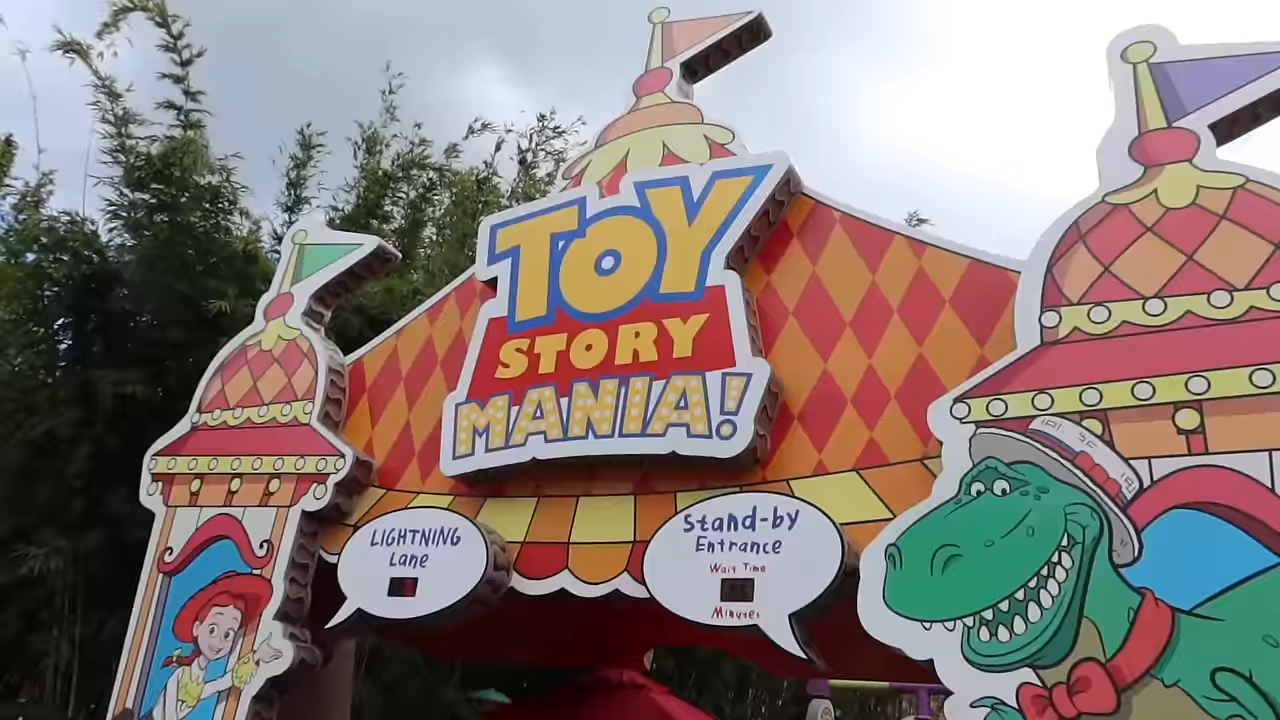 TOY
STORY
MANIA!
LIGHTNING
Lane
Stand-by
Entrance
Wait Time
Minutes